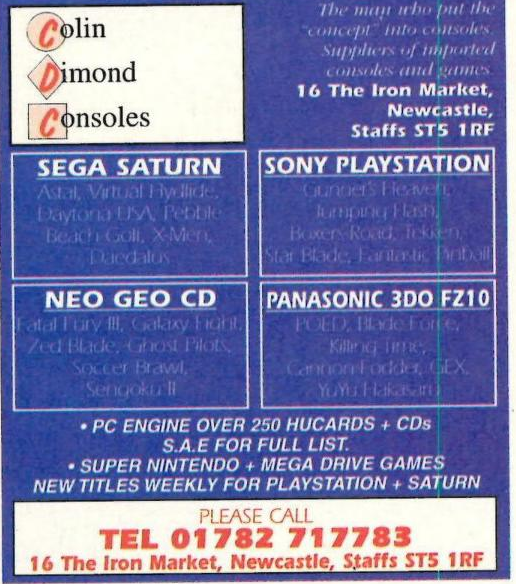 Colin
Dimond
Consoles
The man who put the
"concept" into consoles.
Suppliers of imported
consoles and games.
16 The Iron Market,
Newcastle,
Staffs ST5 1RF
SEGA SATURN
Astal, Virtual Hydlide,
Daytona USA, Pebble
Beach Golf, X-Men,
Daedalus
SONY PLAYSTATION
Gunner's Heaven,
Jumping Flash,
Boxers Road, Tekken,
Star Blade, Fantastic Pinball
NEO GEO CD
Fatal Fury III, Galaxy Fight,
Zed Blade, Ghost Pilots,
Soccer Brawl,
Sengoku II
PANASONIC 3DO FZ10
POED, Blade Force,
Killing Time,
Cannon Fodder, GEX,
YuYu Hakasan
• PC ENGINE OVER 250 HUCARDS + CDs
S.A.E FOR FULL LIST.
• SUPER NINTENDO + MEGA DRIVE GAMES
NEW TITLES WEEKLY FOR PLAYSTATION + SATURN
PLEASE CALL
TEL 01782 717783
16 The Iron Market, Newcastle, Staffs ST5 1RF